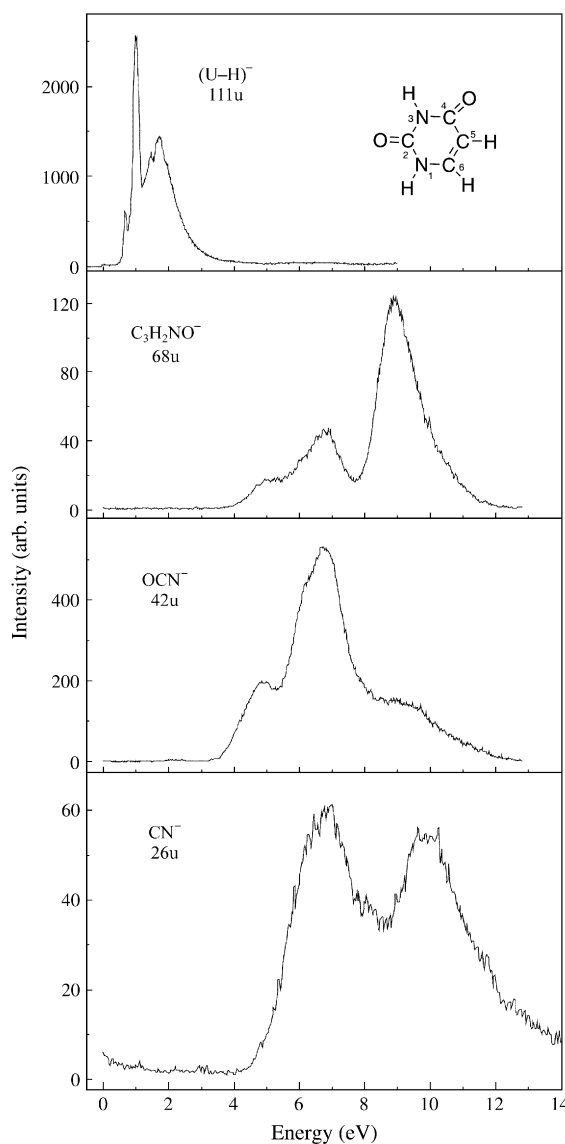 (U–H)⁻
111u
2000
1000
0
H
O
N
3
4
C
5
C
H
O
C
2
N
1
C
6
H
H
C₃H₂NO⁻
68u
120
80
40
0
OCN⁻
42u
400
200
0
CN⁻
26u
60
40
20
0
0 2 4 6 8 10 12 14
Energy (eV)
Intensity (arb. units)